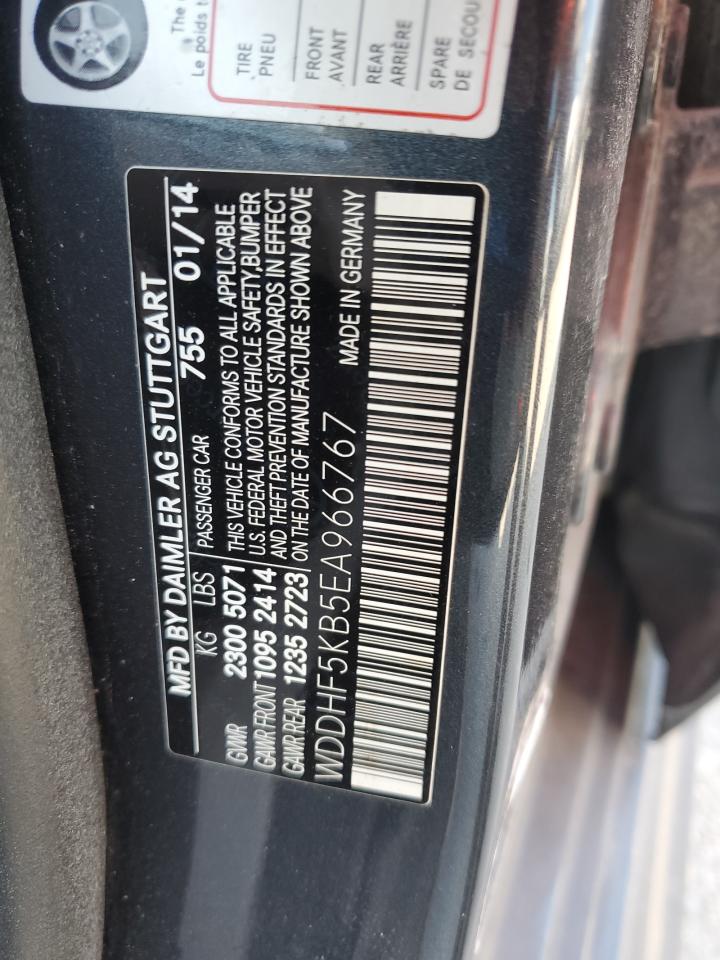 The
Le poids t
TIRE
PNEU
FRONT
AVANT
REAR
ARRIÈRE
SPARE
DE SECOU
MFD BY DAIMLER AG STUTTGART
KG LBS 755 01/14
GVWR 2300 5071
GAWR FRONT 1095 2414
GAWR REAR 1235 2723
PASSENGER CAR
THIS VEHICLE CONFORMS TO ALL APPLICABLE
U.S. FEDERAL MOTOR VEHICLE SAFETY,BUMPER
AND THEFT PREVENTION STANDARDS IN EFFECT
ON THE DATE OF MANUFACTURE SHOWN ABOVE
WDDHF5KB5EA966767 MADE IN GERMANY